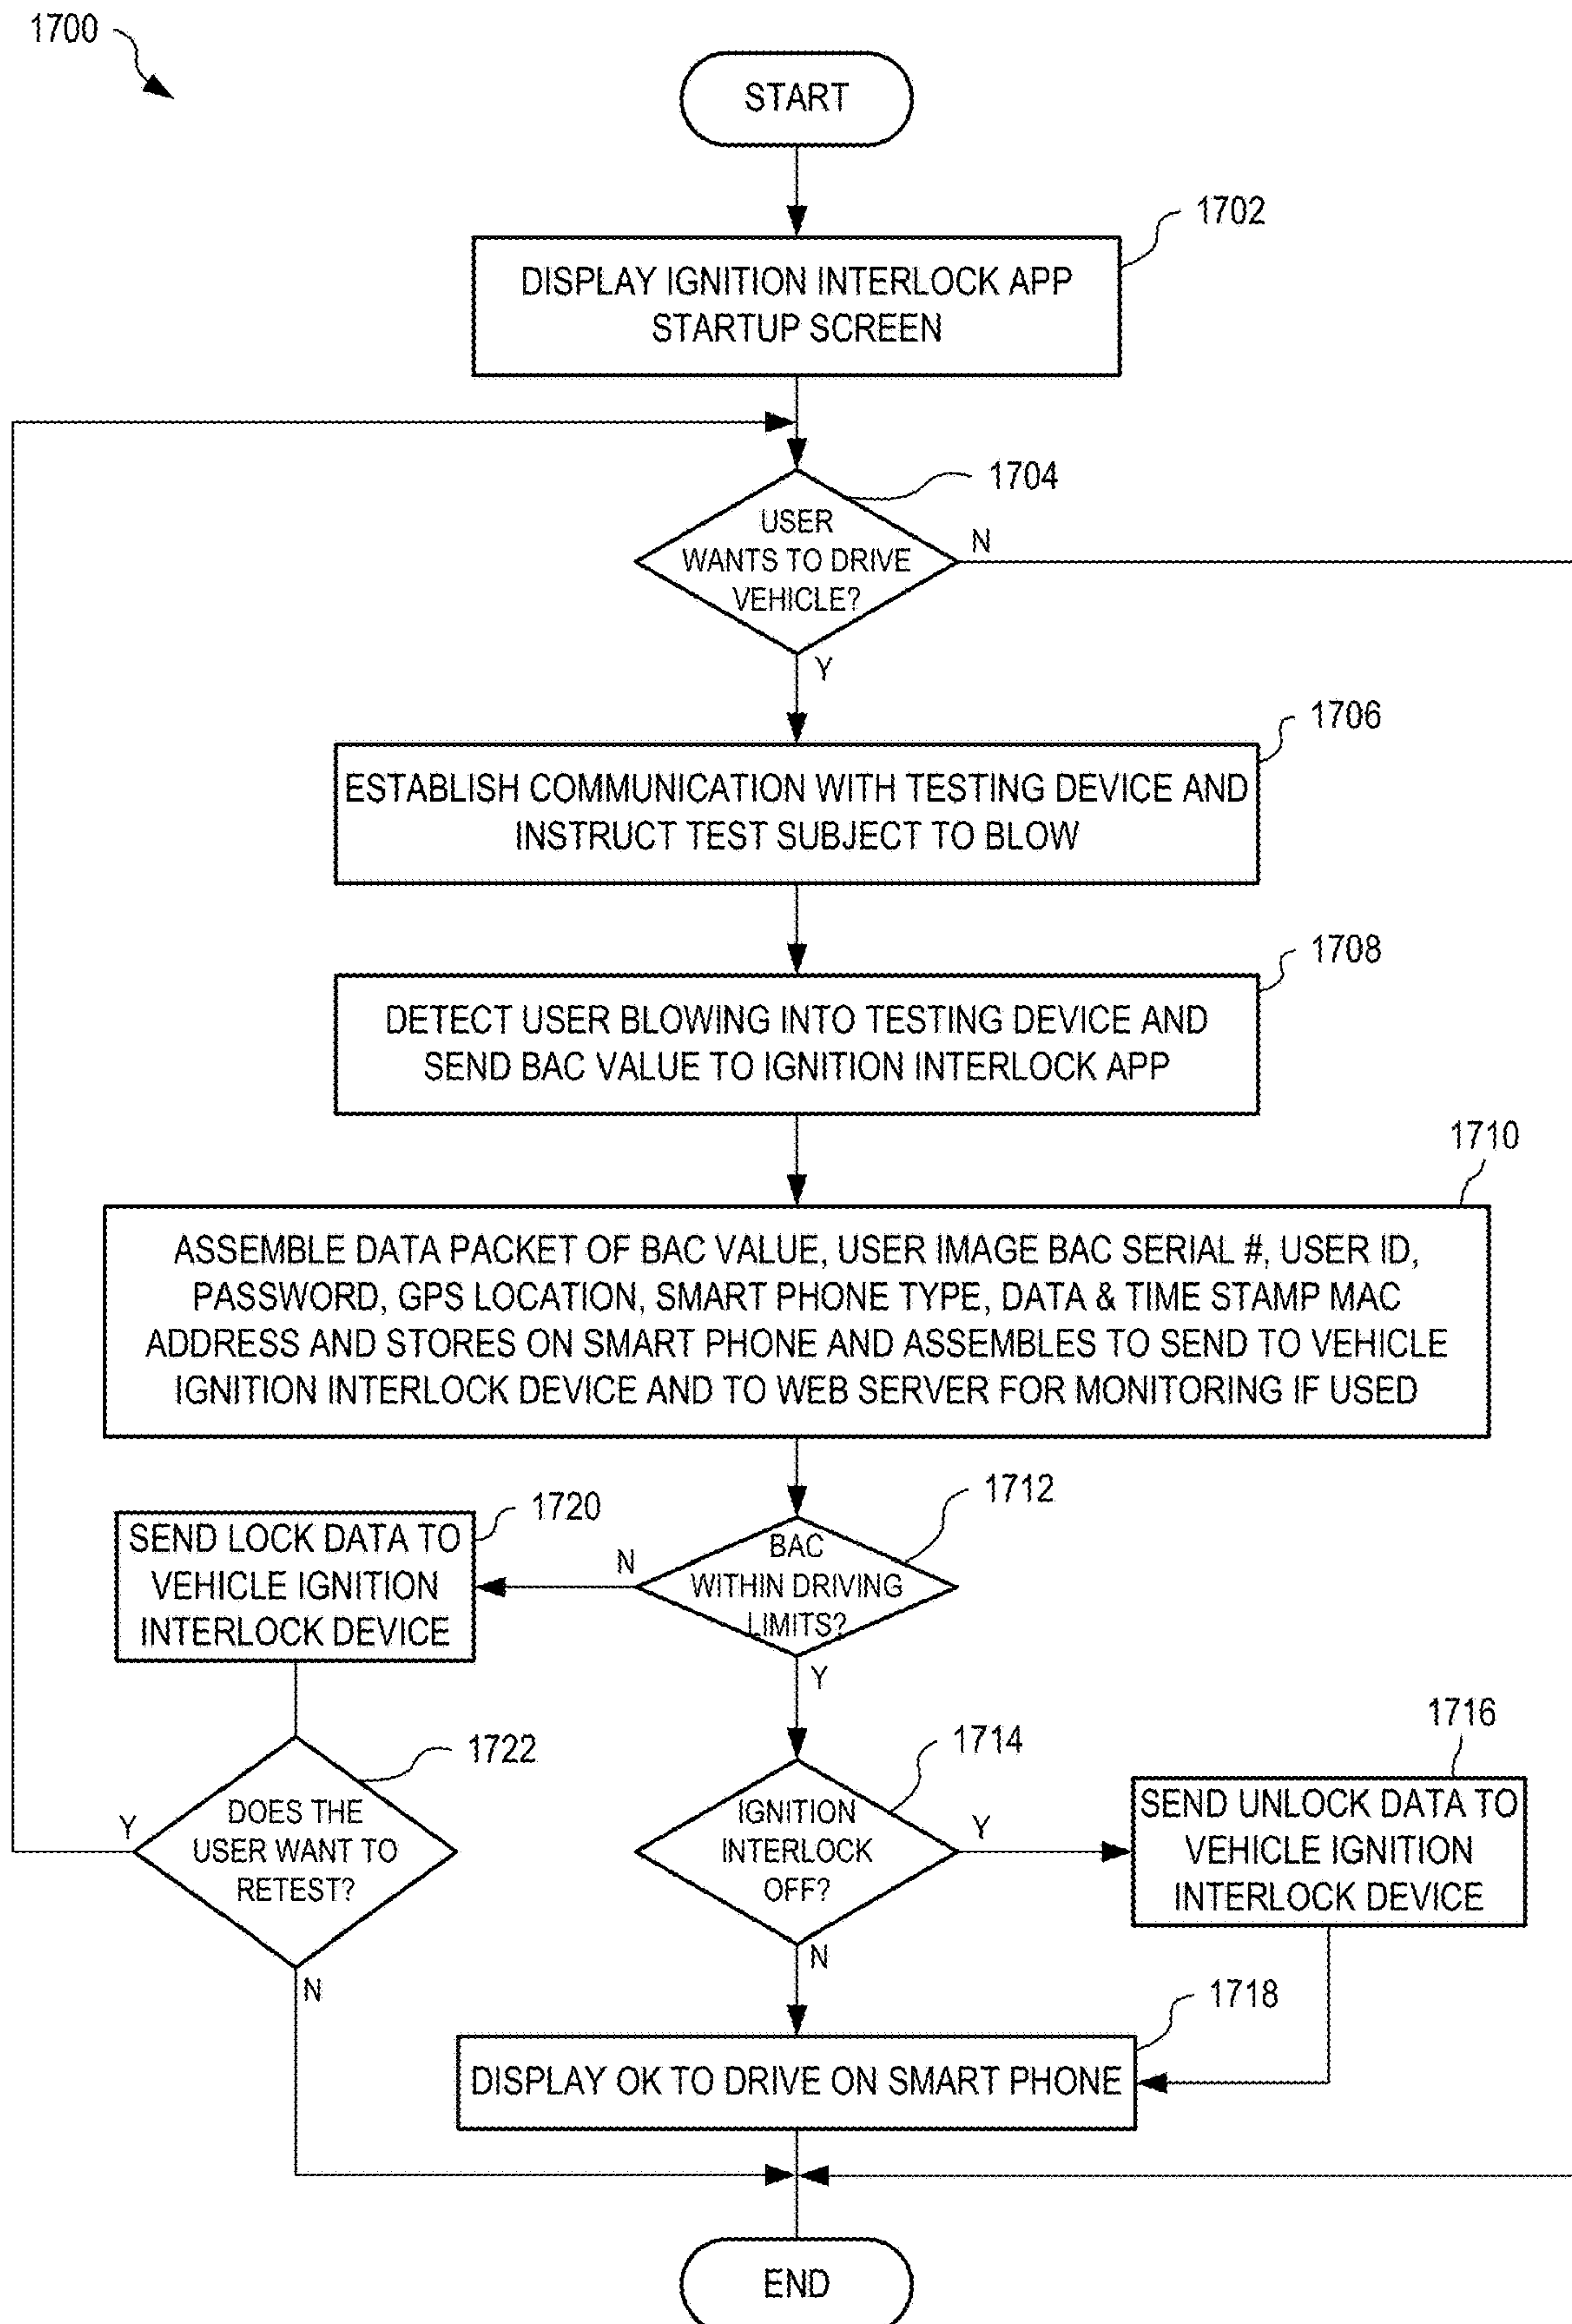 1700
START
1702
DISPLAY IGNITION INTERLOCK APP
STARTUP SCREEN
1704
USER
WANTS TO DRIVE
VEHICLE?
N
Y
1706
ESTABLISH COMMUNICATION WITH TESTING DEVICE AND
INSTRUCT TEST SUBJECT TO BLOW
1708
DETECT USER BLOWING INTO TESTING DEVICE AND
SEND BAC VALUE TO IGNITION INTERLOCK APP
1710
ASSEMBLE DATA PACKET OF BAC VALUE, USER IMAGE BAC SERIAL #, USER ID,
PASSWORD, GPS LOCATION, SMART PHONE TYPE, DATA & TIME STAMP MAC
ADDRESS AND STORES ON SMART PHONE AND ASSEMBLES TO SEND TO VEHICLE
IGNITION INTERLOCK DEVICE AND TO WEB SERVER FOR MONITORING IF USED
1712
BAC
WITHIN DRIVING
LIMITS?
N
Y
1720
SEND LOCK DATA TO
VEHICLE IGNITION
INTERLOCK DEVICE
1722
DOES THE
USER WANT TO
RETEST?
Y
N
1714
IGNITION
INTERLOCK
OFF?
Y
N
1716
SEND UNLOCK DATA TO
VEHICLE IGNITION
INTERLOCK DEVICE
1718
DISPLAY OK TO DRIVE ON SMART PHONE
END